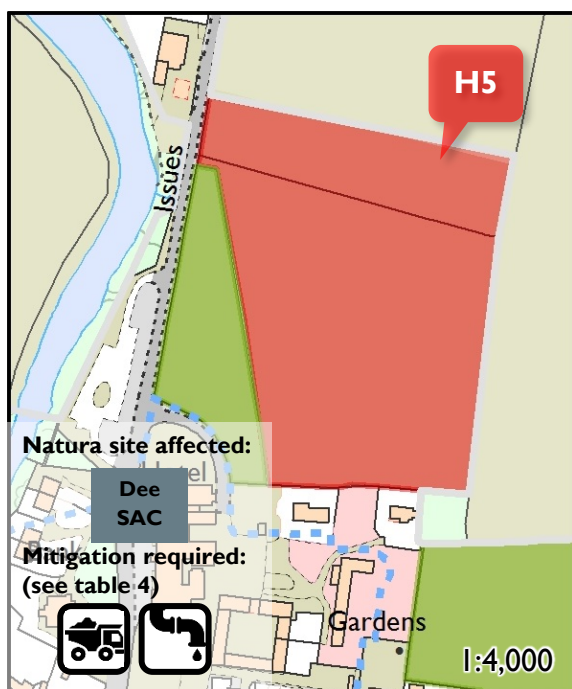 H5
Issues
Natura site affected:
Dee
SAC
Mitigation required:
(see table 4)
Gardens
1:4,000